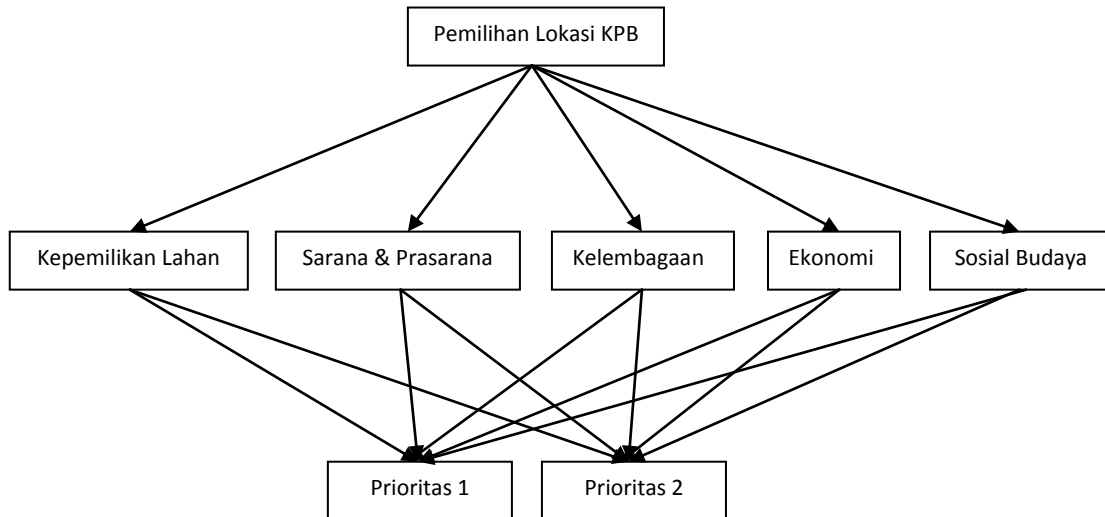 Pemilihan Lokasi KPB
Kepemilikan Lahan
Sarana & Prasarana
Kelembagaan
Ekonomi
Sosial Budaya
Prioritas 1
Prioritas 2